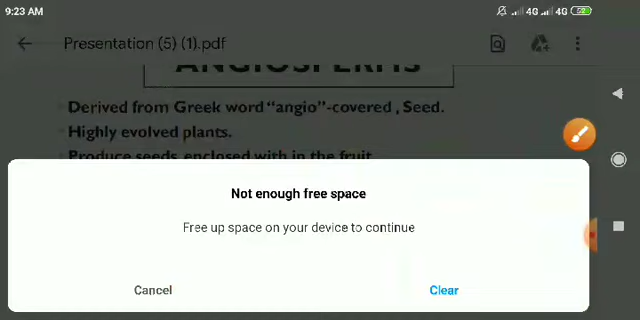 9:23 AM 4G 4G 52
Presentation (5) (1).pdf
ANGIOSPERMS
Derived from Greek word "angio"-covered , Seed.
Highly evolved plants.
Produce seeds enclosed with in the fruit
Not enough free space
Free up space on your device to continue
Cancel Clear